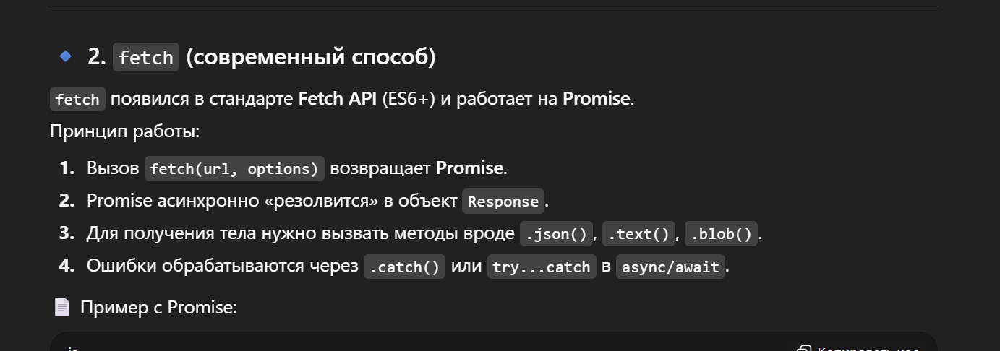 2. fetch (современный способ)
fetch появился в стандарте Fetch API (ES6+) и работает на Promise.
Принцип работы:
1. Вызов fetch(url, options) возвращает Promise.
2. Promise асинхронно «резолвится» в объект Response.
3. Для получения тела нужно вызвать методы вроде .json(), .text(), .blob().
4. Ошибки обрабатываются через .catch() или try...catch в async/await.
Пример с Promise: